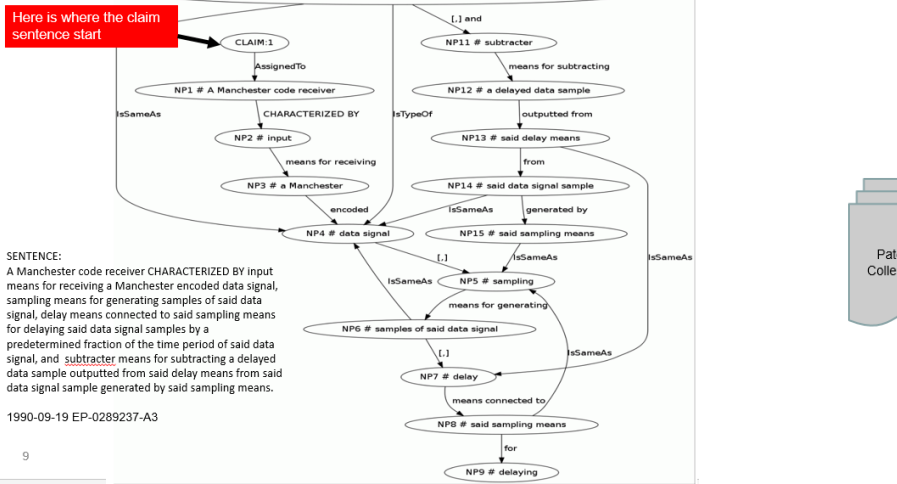 Here is where the claim
sentence start
[,] and
CLAIM:1
NP11 # subtracter
AssignedTo
means for subtracting
NP1 # A Manchester code receiver
NP12 # a delayed data sample
IsSameAs
CHARACTERIZED BY
IsTypeOf
outputted from
NP2 # input
NP13 # said delay means
means for receiving
from
NP3 # a Manchester
NP14 # said data signal sample
encoded
IsSameAs
generated by
NP4 # data signal
NP15 # said sampling means
[,]
IsSameAs
IsSameAs
IsSameAs
NP5 # sampling
means for generating
NP6 # samples of said data signal
[,]
IsSameAs
NP7 # delay
means connected to
NP8 # said sampling means
for
NP9 # delaying
SENTENCE:
A Manchester code receiver CHARACTERIZED BY input
means for receiving a Manchester encoded data signal,
sampling means for generating samples of said data
signal, delay means connected to said sampling means
for delaying said data signal samples by a
predetermined fraction of the time period of said data
signal, and subtracter means for subtracting a delayed
data sample outputted from said delay means from said
data signal sample generated by said sampling means.
1990-09-19 EP-0289237-A3
9